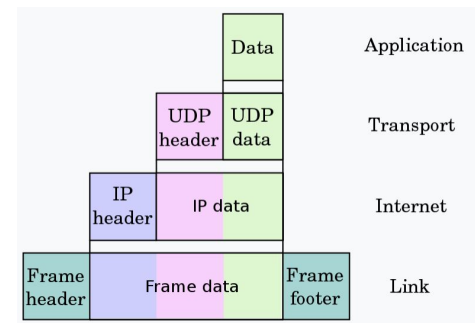 Data
Application
UDP
header
UDP
data
Transport
IP
header
IP data
Internet
Frame
header
Frame data
Frame
footer
Link